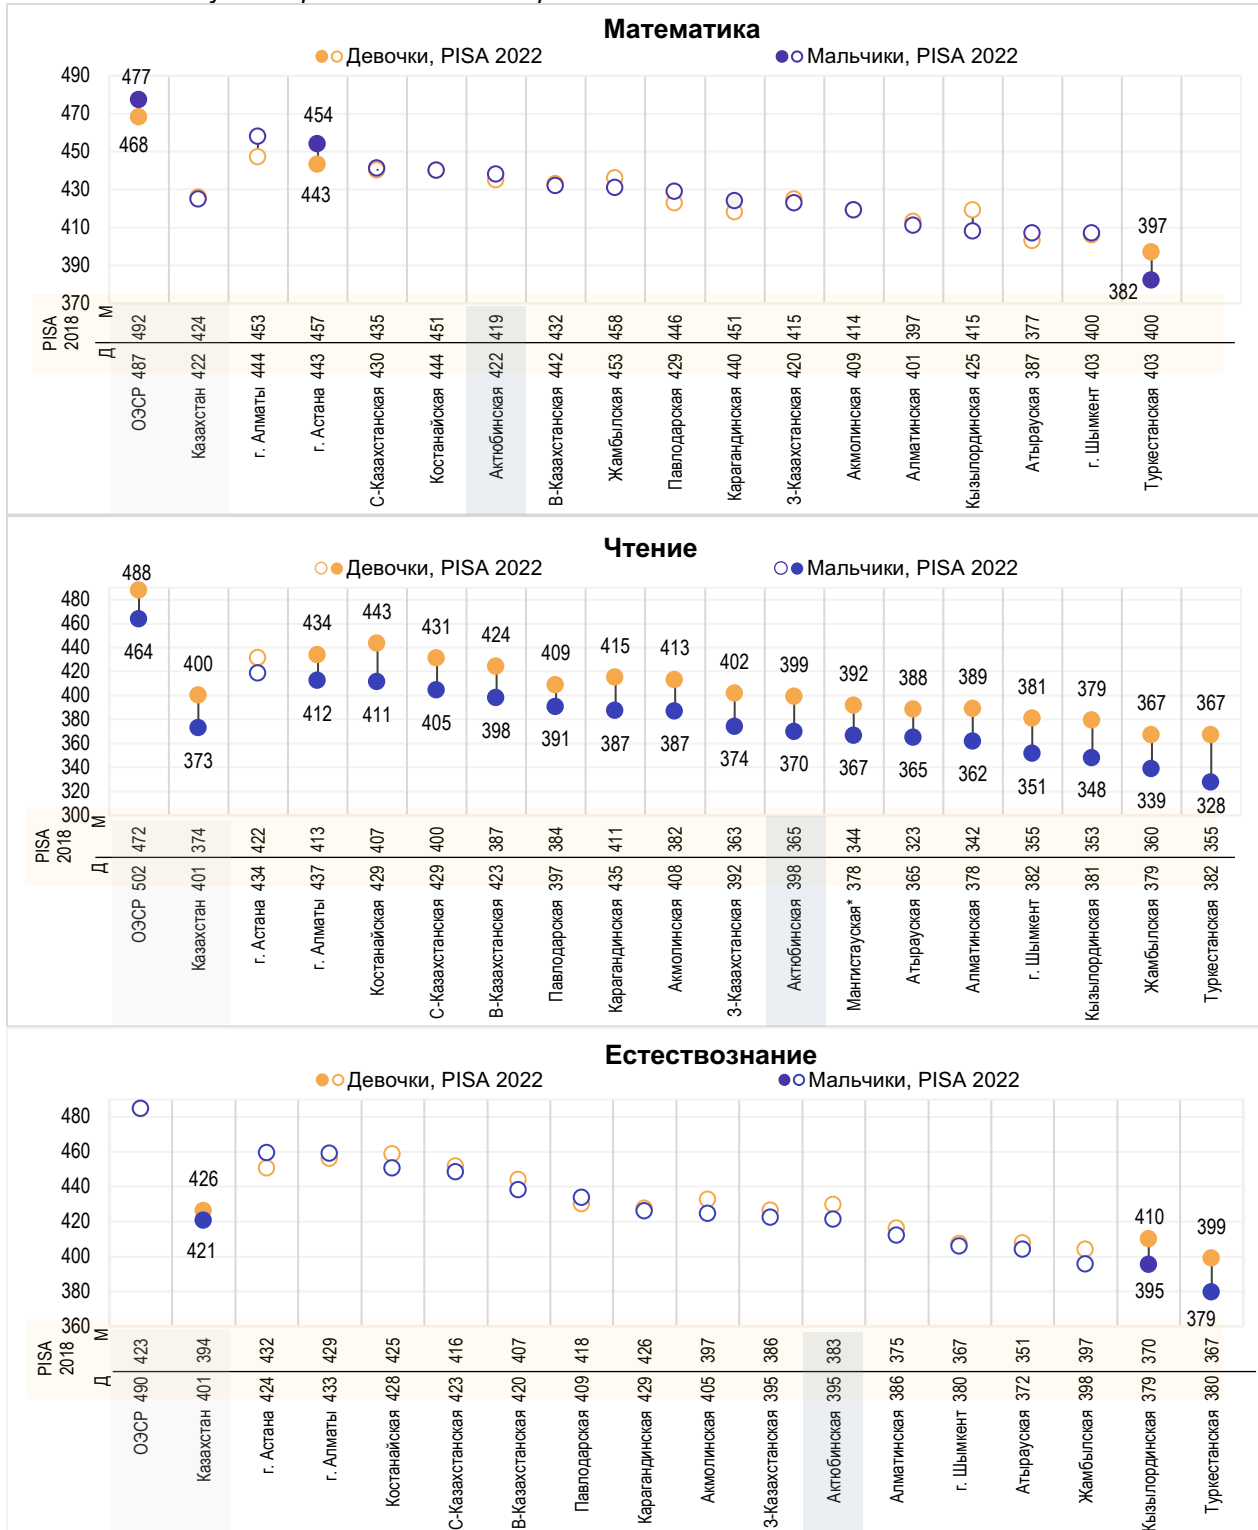 Математика
Девочки, PISA 2022 Мальчики, PISA 2022
490
470
450
430
410
390
370
477
468
454
443
397
382
PISA 2018
М 492 424 453 457 435 451 419 432 458 446 451 415 414 397 415 377 400 400
Д
ОЭСР 487
Казахстан 422
г. Алматы 444
г. Астана 443
С-Казахстанская 430
Костанайская 444
Актюбинская 422
В-Казахстанская 442
Жамбылская 453
Павлодарская 429
Карагандинская 440
З-Казахстанская 420
Акмолинская 409
Алматинская 401
Кызылординская 425
Атырауская 387
г. Шымкент 403
Туркестанская 403
Чтение
Девочки, PISA 2022 Мальчики, PISA 2022
480
460
440
420
400
380
360
340
320
300
488 400 434 443 431 424 409 415 413 402 399 392 388 389 381 379 367 367
464 373 412 411 405 398 391 387 387 374 370 367 365 362 351 348 339 328
PISA 2018
М 472 374 422 413 407 400 387 384 411 382 363 365 344 323 342 355 353 360 355
Д
ОЭСР 502
Казахстан 401
г. Астана 434
г. Алматы 437
Костанайская 429
С-Казахстанская 429
В-Казахстанская 423
Павлодарская 397
Карагандинская 435
Акмолинская 408
З-Казахстанская 392
Актюбинская 398
Мангистауская* 378
Атырауская 365
Алматинская 378
г. Шымкент 382
Кызылординская 381
Жамбылская 379
Туркестанская 382
Естествознание
Девочки, PISA 2022 Мальчики, PISA 2022
480
460
440
420
400
380
360
426
421
410
395
399
379
PISA 2018
М 423 394 432 429 425 416 407 418 426 397 386 383 375 367 351 397 370 367
Д
ОЭСР 490
Казахстан 401
г. Астана 424
г. Алматы 433
Костанайская 428
С-Казахстанская 423
В-Казахстанская 420
Павлодарская 409
Карагандинская 429
Акмолинская 405
З-Казахстанская 395
Актюбинская 395
Алматинская 386
г. Шымкент 380
Атырауская 372
Жамбылская 398
Кызылординская 379
Туркестанская 380